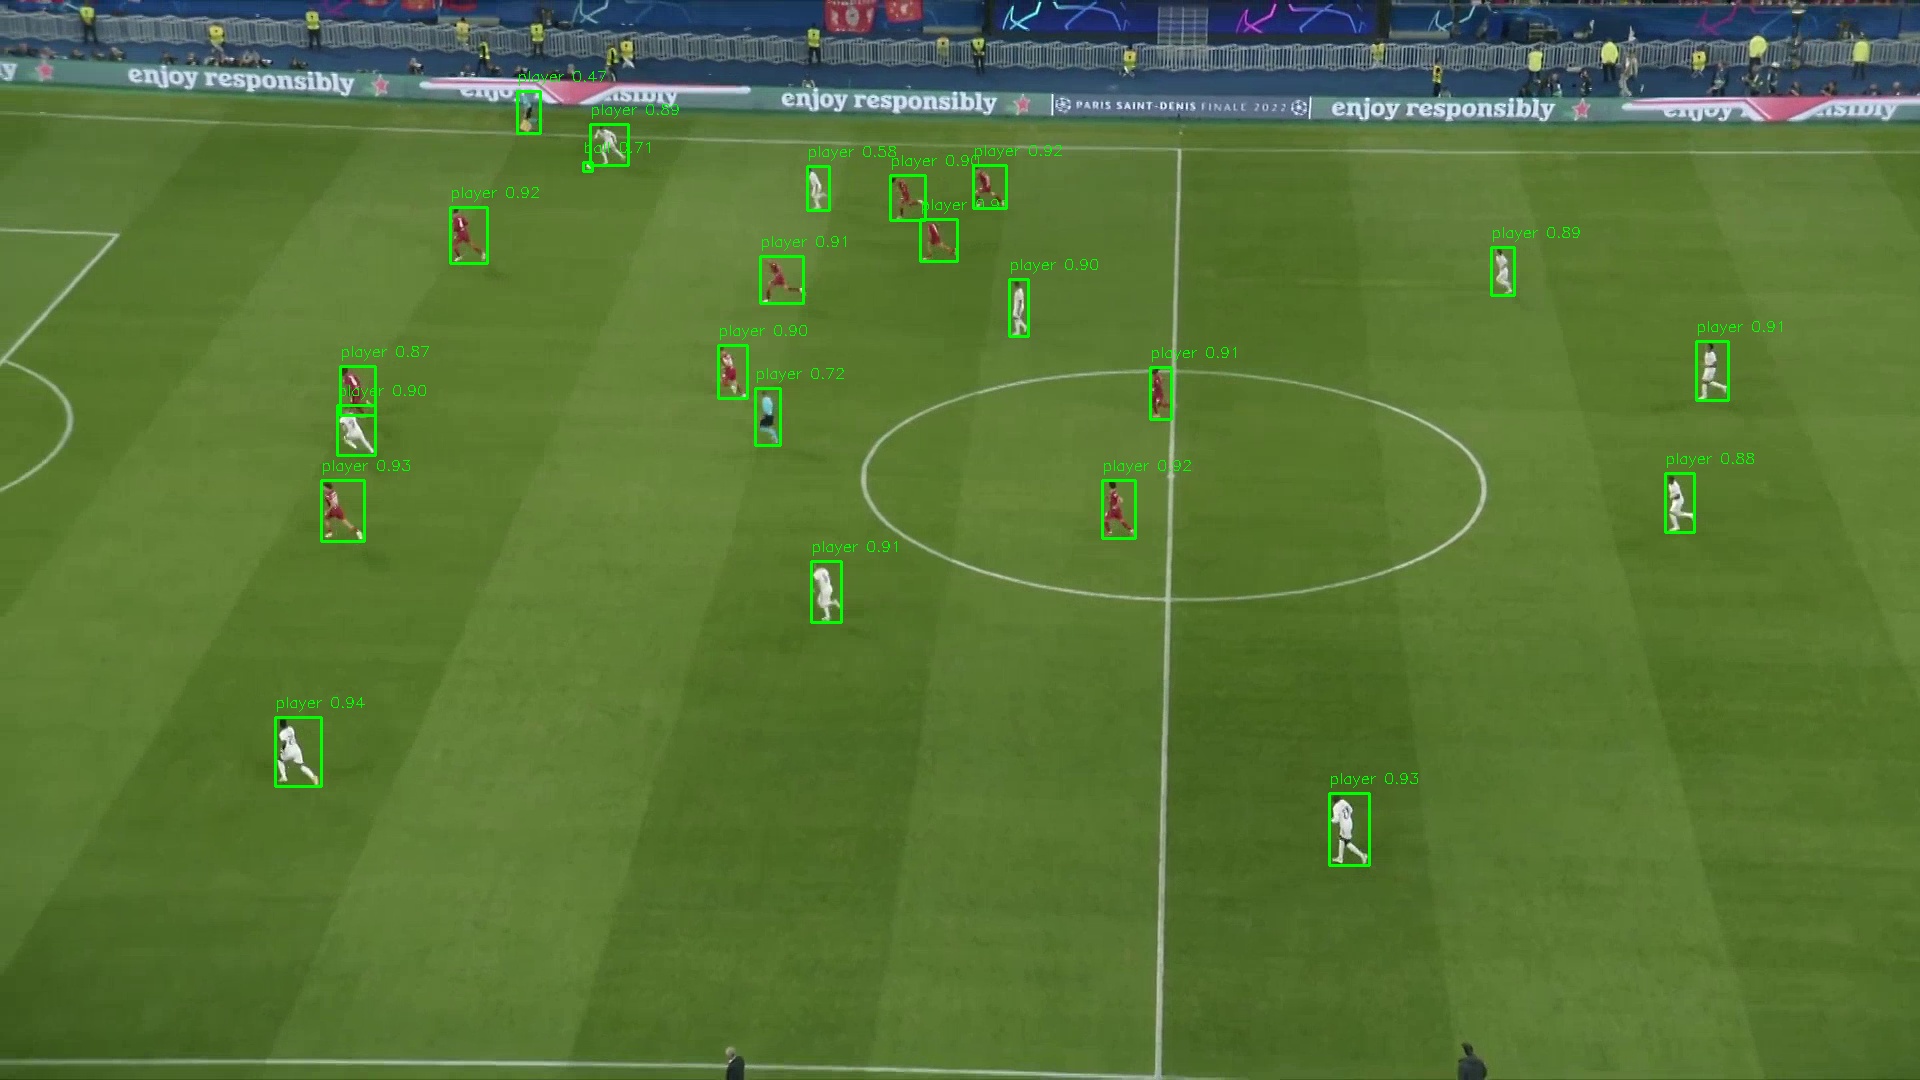 enjoy responsibly
enjoy responsibly
PARIS SAINT-DENIS FINALE 2022
enjoy responsibly
player 0.47
player 0.89
ball 0.71
player 0.58
player 0.90
player 0.92
player 0.92
player 0.91
player 0.90
player 0.89
player 0.90
player 0.91
player 0.91
player 0.87
player 0.90
player 0.72
player 0.93
player 0.92
player 0.88
player 0.91
player 0.94
player 0.93